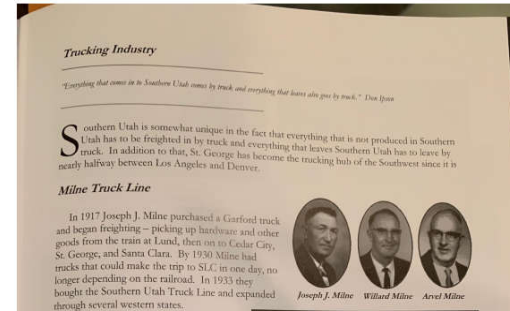 Trucking Industry
"Everything that comes in to Southern Utah comes by truck and everything that leaves also goes by truck." Don Ipson
Southern Utah is somewhat unique in the fact that everything that is not produced in Southern
Utah has to be freighted in by truck and everything that leaves Southern Utah has to leave by
truck. In addition to that, St. George has become the trucking hub of the Southwest since it is
nearly halfway between Los Angeles and Denver.
Milne Truck Line
In 1917 Joseph J. Milne purchased a Garford truck
and began freighting – picking up hardware and other
goods from the train at Lund, then on to Cedar City,
St. George, and Santa Clara. By 1930 Milne had
trucks that could make the trip to SLC in one day, no
longer depending on the railroad. In 1933 they
bought the Southern Utah Truck Line and expanded
through several western states.
Joseph J. Milne Willard Milne Arvel Milne